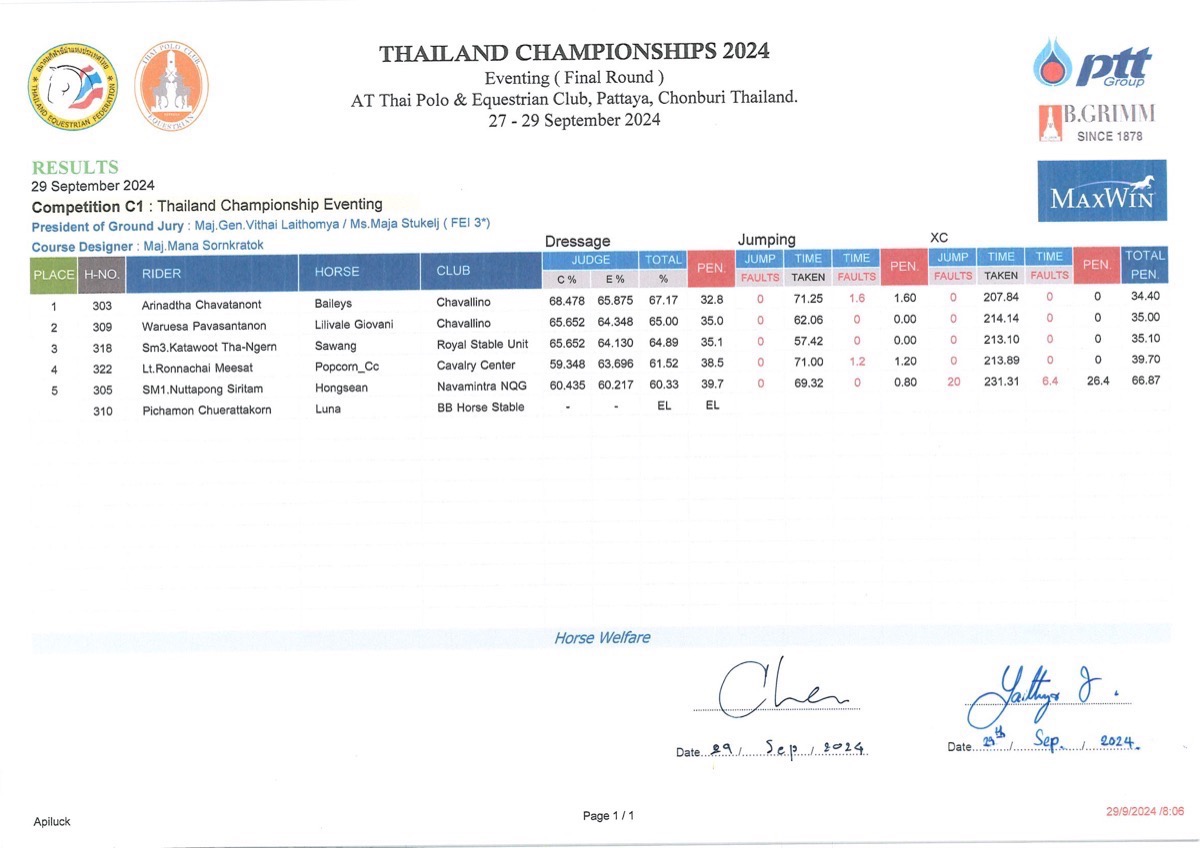 THAILAND CHAMPIONSHIPS 2024
Eventing ( Final Round )
AT Thai Polo & Equestrian Club, Pattaya, Chonburi Thailand.
27 - 29 September 2024
THAILAND EQUESTRIAN FEDERATION
THAI POLO CLUB
EQUESTRIAN
ptt
Group
B.GRIMM
SINCE 1878
MAXWIN
RESULTS
29 September 2024
Competition C1 : Thailand Championship Eventing
President of Ground Jury : Maj.Gen.Vithai Laithomya / Ms.Maja Stukelj ( FEI 3*)
Course Designer : Maj.Mana Sornkratok
Dressage Jumping XC
PLACE H-NO. RIDER HORSE CLUB JUDGE TOTAL PEN. JUMP TIME TIME PEN. JUMP TIME TIME PEN. TOTAL
C % E % % FAULTS TAKEN FAULTS FAULTS TAKEN FAULTS PEN.
1 303 Arinadtha Chavatanont Baileys Chavallino 68.478 65.875 67.17 32.8 0 71.25 1.6 1.60 0 207.84 0 0 34.40
2 309 Waruesa Pavasantanon Lilivale Giovani Chavallino 65.652 64.348 65.00 35.0 0 62.06 0 0.00 0 214.14 0 0 35.00
3 318 Sm3.Katawoot Tha-Ngern Sawang Royal Stable Unit 65.652 64.130 64.89 35.1 0 57.42 0 0.00 0 213.10 0 0 35.10
4 322 Lt.Ronnachai Meesat Popcorn_Cc Cavalry Center 59.348 63.696 61.52 38.5 0 71.00 1.2 1.20 0 213.89 0 0 39.70
5 305 SM1.Nuttapong Siritam Hongsean Navamintra NQG 60.435 60.217 60.33 39.7 0 69.32 0 0.80 20 231.31 6.4 26.4 66.87
310 Pichamon Chuerattakorn Luna BB Horse Stable - - EL EL
Horse Welfare
Date 29 / Sep / 2024
Date 29th / Sep. / 2024.
Apiluck
Page 1 / 1
29/9/2024 /8:06